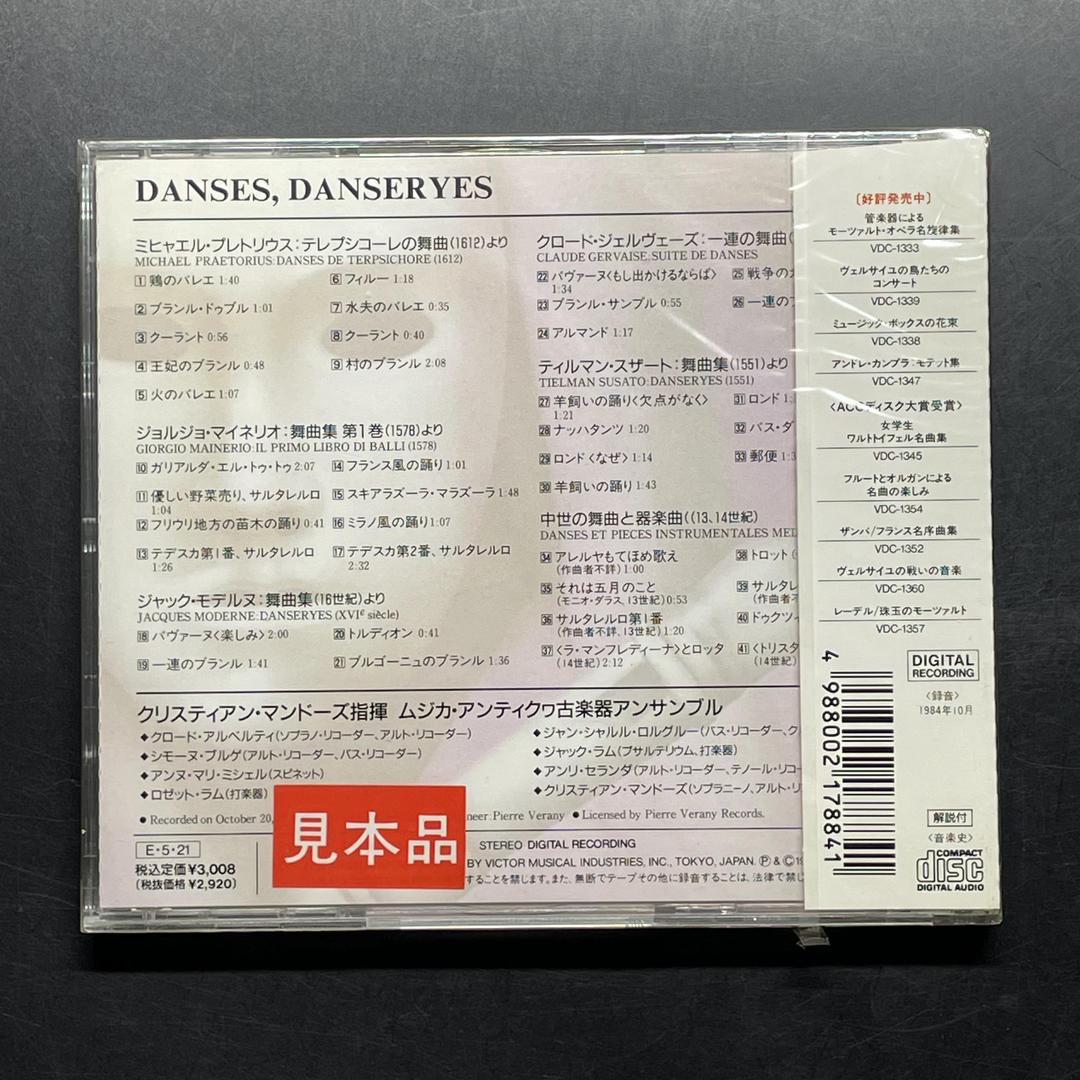 DANSES, DANSERYES
ミヒャエル・プレトリウス:テレプシコーレの舞曲(1612)より
MICHAEL PRAETORIUS:DANSES DE TERPSICHORE (1612)
1 鶏のバレエ 1:40
2 ブランル・ドゥブル 1:01
3 クーラント 0:56
4 王妃のブランル 0:48
5 火のバレエ 1:07
6 フィルー 1:18
7 水夫のバレエ 0:35
8 クーラント 0:40
9 村のブランル 2:08
ジョルジョ・マイネリオ:舞曲集 第1巻(1578)より
GIORGIO MAINERIO:IL PRIMO LIBRO DI BALLI (1578)
10 ガリアルダ・エル・トゥ・トゥ 2:07
11 優しい野菜売り、サルタレルロ
1:04
12 フリウリ地方の苗木の踊り 0:41
13 テデスカ第1番、サルタレルロ
1:26
14 フランス風の踊り 1:01
15 スキアラズーラ・マラズーラ 1:48
16 ミラノ風の踊り 1:07
17 テデスカ第2番、サルタレルロ
2:32
ジャック・モデルヌ:舞曲集(16世紀)より
JACQUES MODERNE:DANSERYES (XVIe siècle)
18 パヴァーヌ〈楽しみ〉 2:00
19 一連のブランル 1:41
20 トルディオン 0:41
21 ブルゴーニュのブランル 1:36
クロード・ジェルヴェーズ:一連の舞曲(
CLAUDE GERVAISE:SUITE DE DANSES
22 パヴァーヌ〈もし出かけるならば〉
1:34
23 ブランル・サンプル 0:55
24 アルマンド 1:17
25 戦争の
26 一連の
ティルマン・スザート:舞曲集(1551)より
TIELMAN SUSATO:DANSERYES (1551)
27 羊飼いの踊り〈欠点がなく〉
1:21
28 ナッハタンツ 1:20
29 ロンド〈なぜ〉 1:14
30 羊飼いの踊り 1:43
31 ロンド 1:
32 バス・ダ
33 郵便 1:3
中世の舞曲と器楽曲((13、14世紀)
DANSES ET PIECES INSTRUMENTALES MED
34 アレルヤもてほめ歌え
(作曲者不詳) 1:00
35 それは五月のこと
(モニオ・ダラス、13世紀) 0:53
36 サルタレルロ第1番
(作曲者不詳、13世紀) 1:20
37 〈ラ・マンフレディーナ〉とロッタ
(14世紀) 2:12
38 トロット(
39 サルタレ
40 ドゥクツ
41 〈トリスタ
(14世紀)
クリスティアン・マンドーズ指揮 ムジカ・アンティクヮ古楽器アンサンブル
◆クロード・アルペルティ(ソプラノ・リコーダー、アルト・リコーダー)
◆シモーヌ・ブルゲ(アルト・リコーダー、バス・リコーダー)
◆アンヌ・マリ・ミシェル(スピネット)
◆ロゼット・ラム(打楽器)
◆ジャン・シャルル・ロルグルー(バス・リコーダー、ク
◆ジャック・ラム(プサルテリウム、打楽器)
◆アンリ・セランダ(アルト・リコーダー、テノール・リコー
◆クリスティアン・マンドーズ(ソプラニーノ、アルト・リ
● Recorded on October 20,
neer:Pierre Verany ● Licensed by Pierre Verany Records.
見本品
E・5・21
税込定価¥3,008
(税抜価格 ¥2,920)
STEREO DIGITAL RECORDING
BY VICTOR MUSICAL INDUSTRIES, INC., TOKYO, JAPAN. Ⓟ & © 19
することを禁じます。また、無断でテープその他に録音することは、法律で禁じ
〔好評発売中〕
管楽器による
モーツァルト・オペラ名旋律集
VDC-1333
ヴェルサイユの鳥たちの
コンサート
VDC-1339
ミュージック・ボックスの花束
VDC-1338
アンドレ・カンプラ:モテット集
VDC-1347
〈ACCディスク大賞受賞〉
女学生
ワルトトイフェル名曲集
VDC-1345
フルートとオルガンによる
名曲の楽しみ
VDC-1354
ザンパ/フランス名序曲集
VDC-1352
ヴェルサイユの戦いの音楽
VDC-1360
レーデル/珠玉のモーツァルト
VDC-1357
DIGITAL
RECORDING
〈録音〉
1984年10月
4 988002 178841
解説付
〈音楽史〉
COMPACT
disc
DIGITAL AUDIO